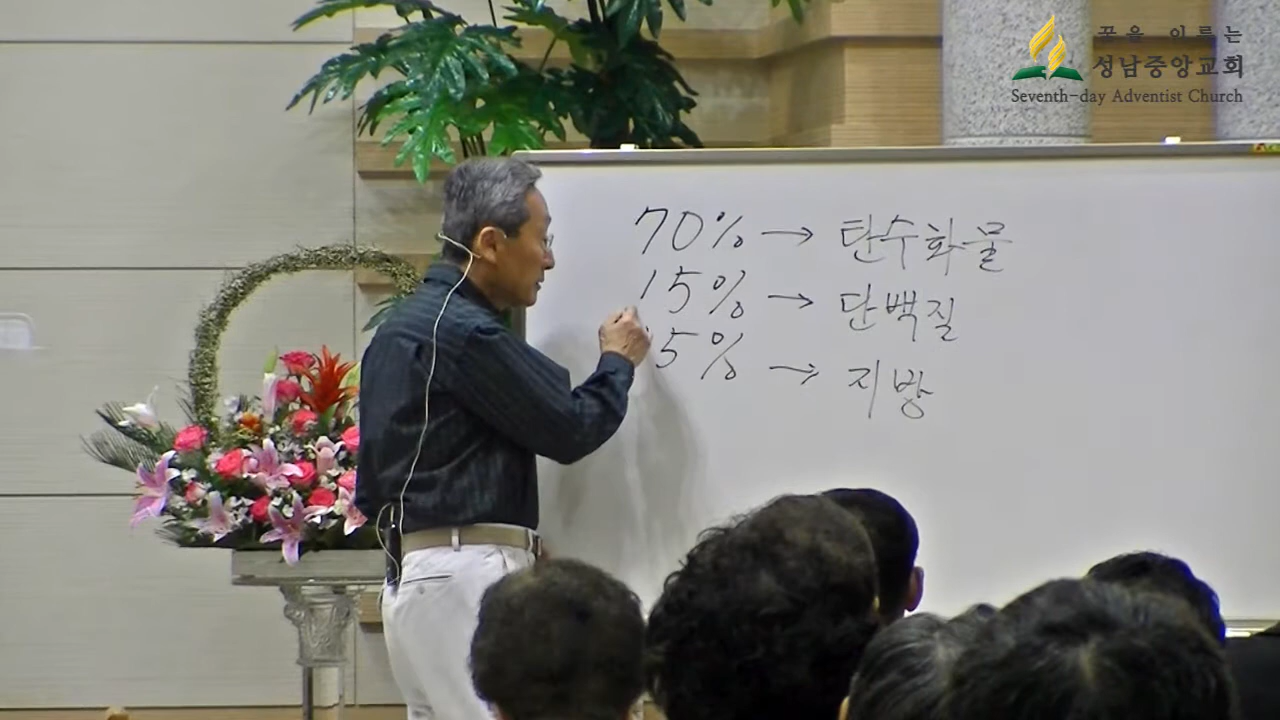 꿈을 이루는
성남중앙교회
Seventh-day Adventist Church
70% → 탄수화물
15% → 단백질
5% → 지방